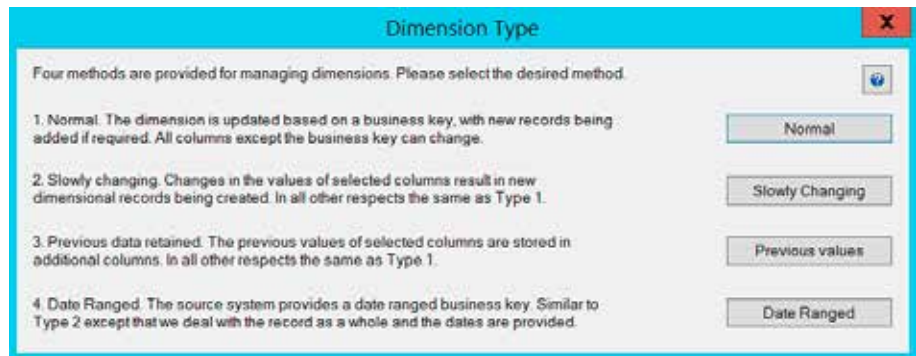 Dimension Type
X
Four methods are provided for managing dimensions. Please select the desired method.
?
1. Normal. The dimension is updated based on a business key, with new records being
added if required. All columns except the business key can change.
Normal
2. Slowly changing. Changes in the values of selected columns result in new
dimensional records being created. In all other respects the same as Type 1.
Slowly Changing
3. Previous data retained. The previous values of selected columns are stored in
additional columns. In all other respects the same as Type 1.
Previous values
4. Date Ranged. The source system provides a date ranged business key. Similar to
Type 2 except that we deal with the record as a whole and the dates are provided.
Date Ranged